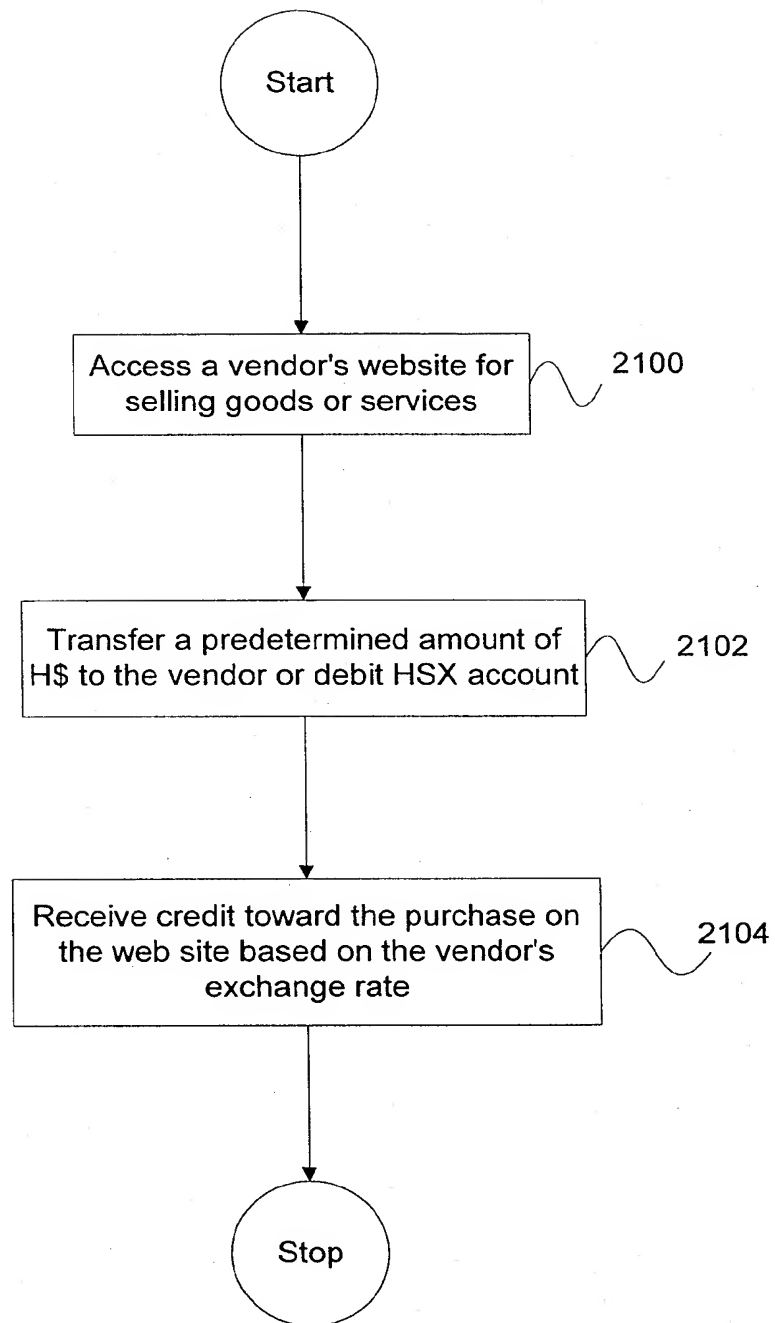 Start
Access a vendor's website for
selling goods or services
2100
Transfer a predetermined amount of
H$ to the vendor or debit HSX account
2102
Receive credit toward the purchase on
the web site based on the vendor's
exchange rate
2104
Stop